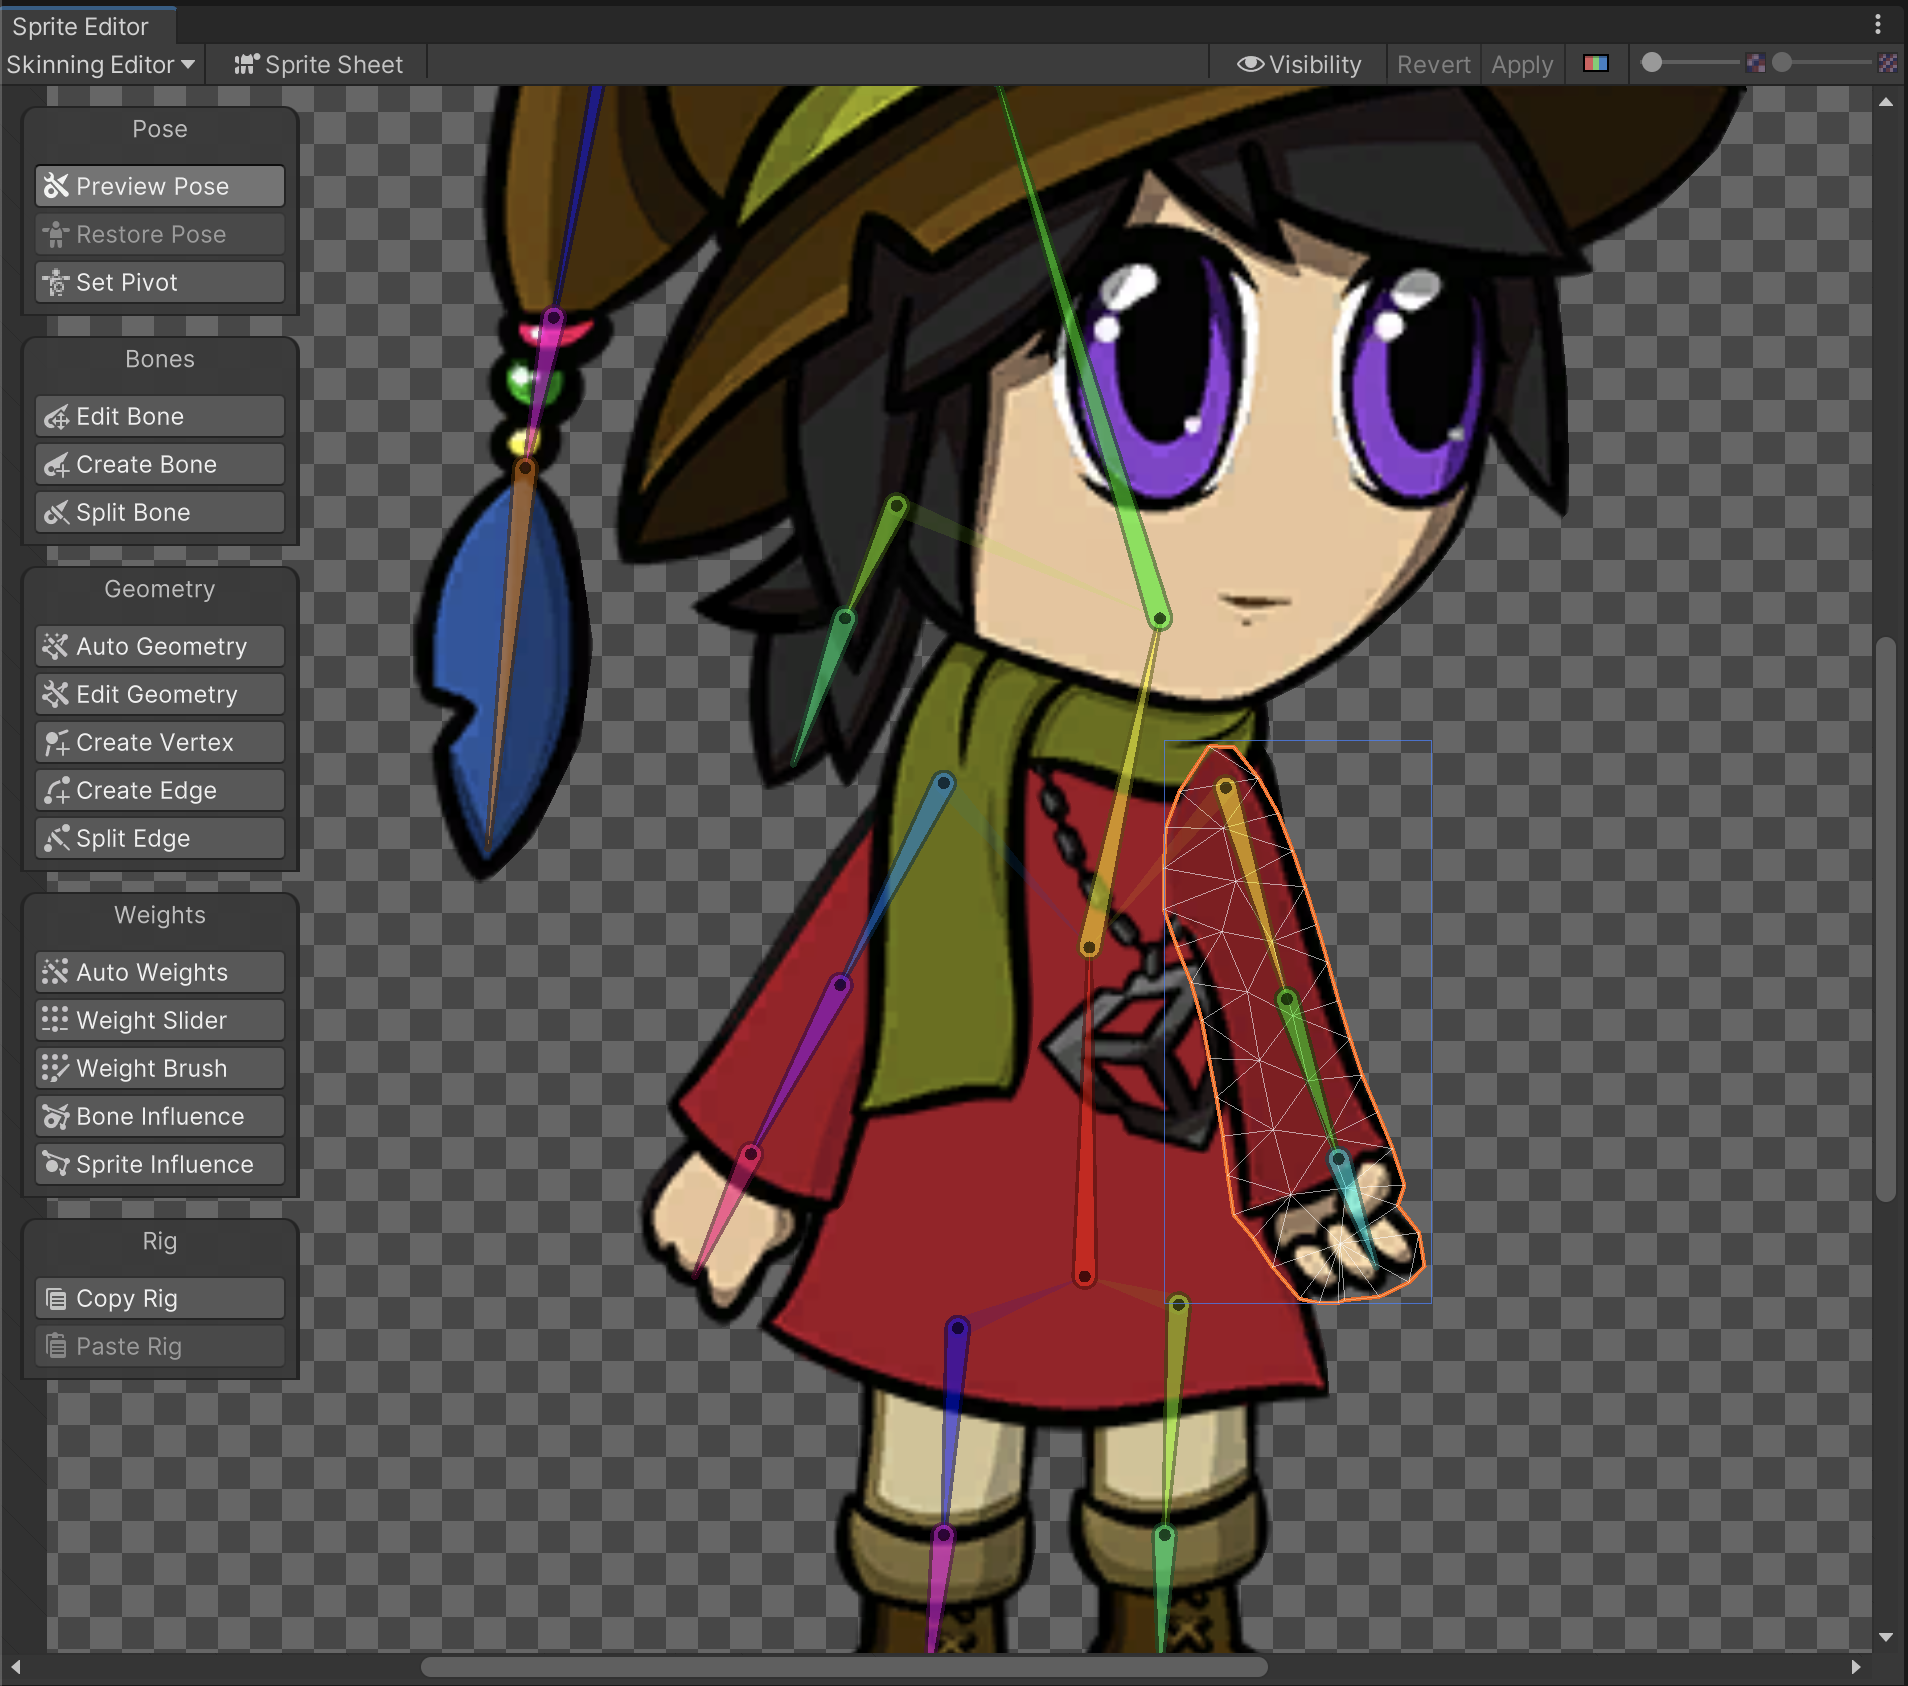 Sprite Editor
Skinning Editor Sprite Sheet Visibility Revert Apply
Pose
Preview Pose
Restore Pose
Set Pivot
Bones
Edit Bone
Create Bone
Split Bone
Geometry
Auto Geometry
Edit Geometry
Create Vertex
Create Edge
Split Edge
Weights
Auto Weights
Weight Slider
Weight Brush
Bone Influence
Sprite Influence
Rig
Copy Rig
Paste Rig